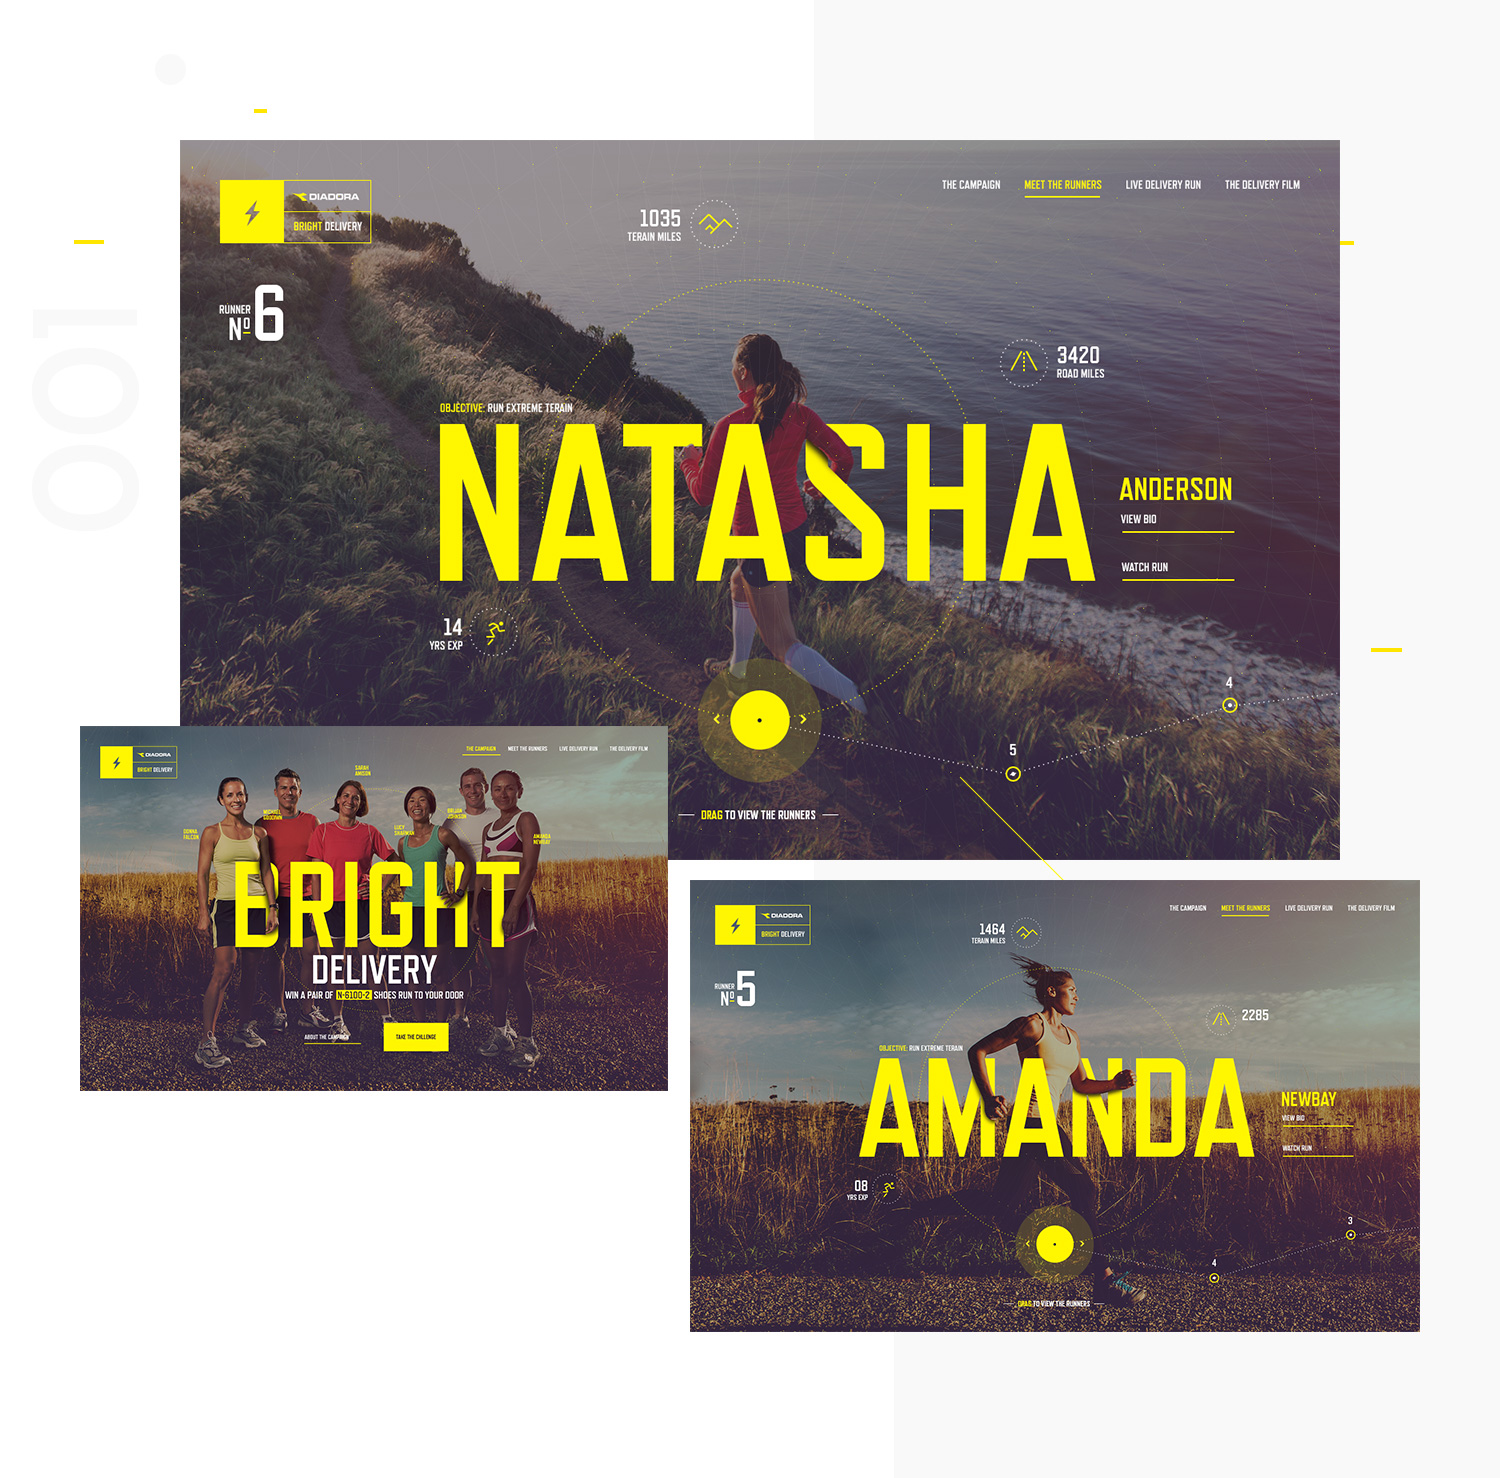 001
DIADORA
BRIGHT DELIVERY
THE CAMPAIGN
MEET THE RUNNERS
LIVE DELIVERY RUN
THE DELIVERY FILM
1035
TERAIN MILES
RUNNER
Nº 6
3420
ROAD MILES
OBJECTIVE: RUN EXTREME TERAIN
NATASHA
ANDERSON
VIEW BIO
WATCH RUN
14
YRS EXP
4
5
DRAG TO VIEW THE RUNNERS
DIADORA
BRIGHT DELIVERY
THE CAMPAIGN
MEET THE RUNNERS
LIVE DELIVERY RUN
THE DELIVERY FILM
SARAH
AMISON
MICHAEL
GOODWIN
JOHNSON
LUCY
SHARMAN
DONNA
FALCON
AMANDA
NEWBAY
BRIGHT
DELIVERY
WIN A PAIR OF N-6100-2 SHOES RUN TO YOUR DOOR
ABOUT THE CAMPAIGN
TAKE THE CHLLENGE
DIADORA
BRIGHT DELIVERY
THE CAMPAIGN
MEET THE RUNNERS
LIVE DELIVERY RUN
THE DELIVERY FILM
1464
TERAIN MILES
RUNNER
Nº 5
2285
OBJECTIVE: RUN EXTREME TERAIN
AMANDA
NEWBAY
VIEW BIO
WATCH RUN
08
YRS EXP
3
4
DRAG TO VIEW THE RUNNERS